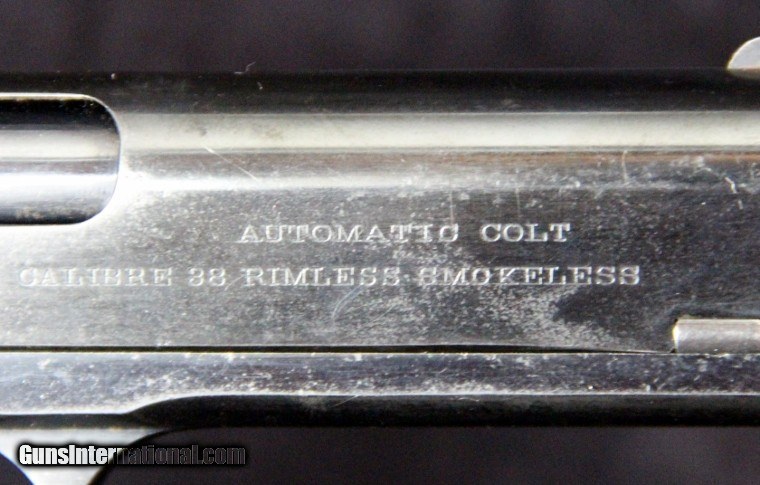 AUTOMATIC COLT
CALIBRE 38 RIMLESS SMOKELESS
GunsInternational.com